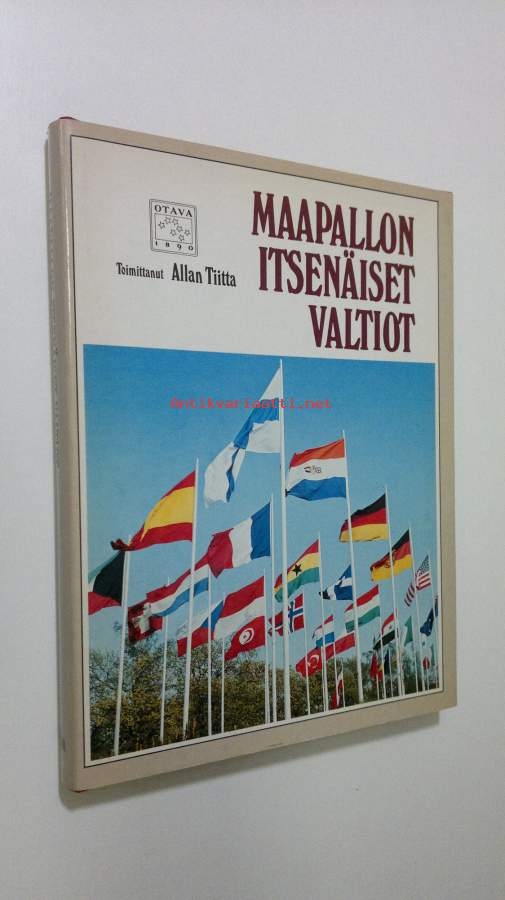 OTAVA
1890
MAAPALLON
ITSENÄISET
VALTIOT
Toimittanut Allan Tiitta
Antikvariaatti.net